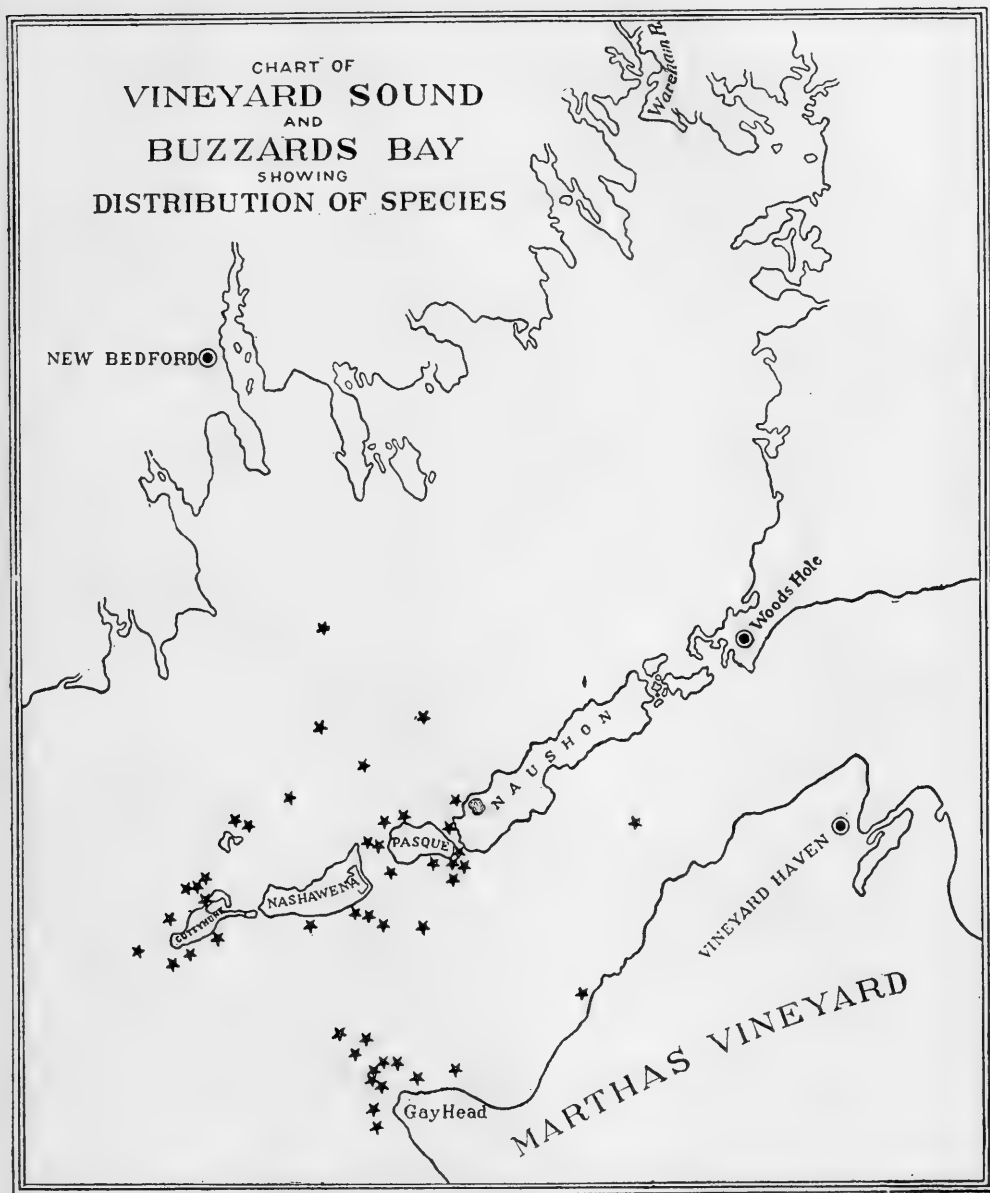 CHART OF
VINEYARD SOUND
AND
BUZZARDS BAY
SHOWING
DISTRIBUTION OF SPECIES
Wareham R.
NEW BEDFORD
Woods Hole
NAUSHON
PASQUE
NASHAWENA
CUTTYHUNK
VINEYARD HAVEN
MARTHAS VINEYARD
Gay Head